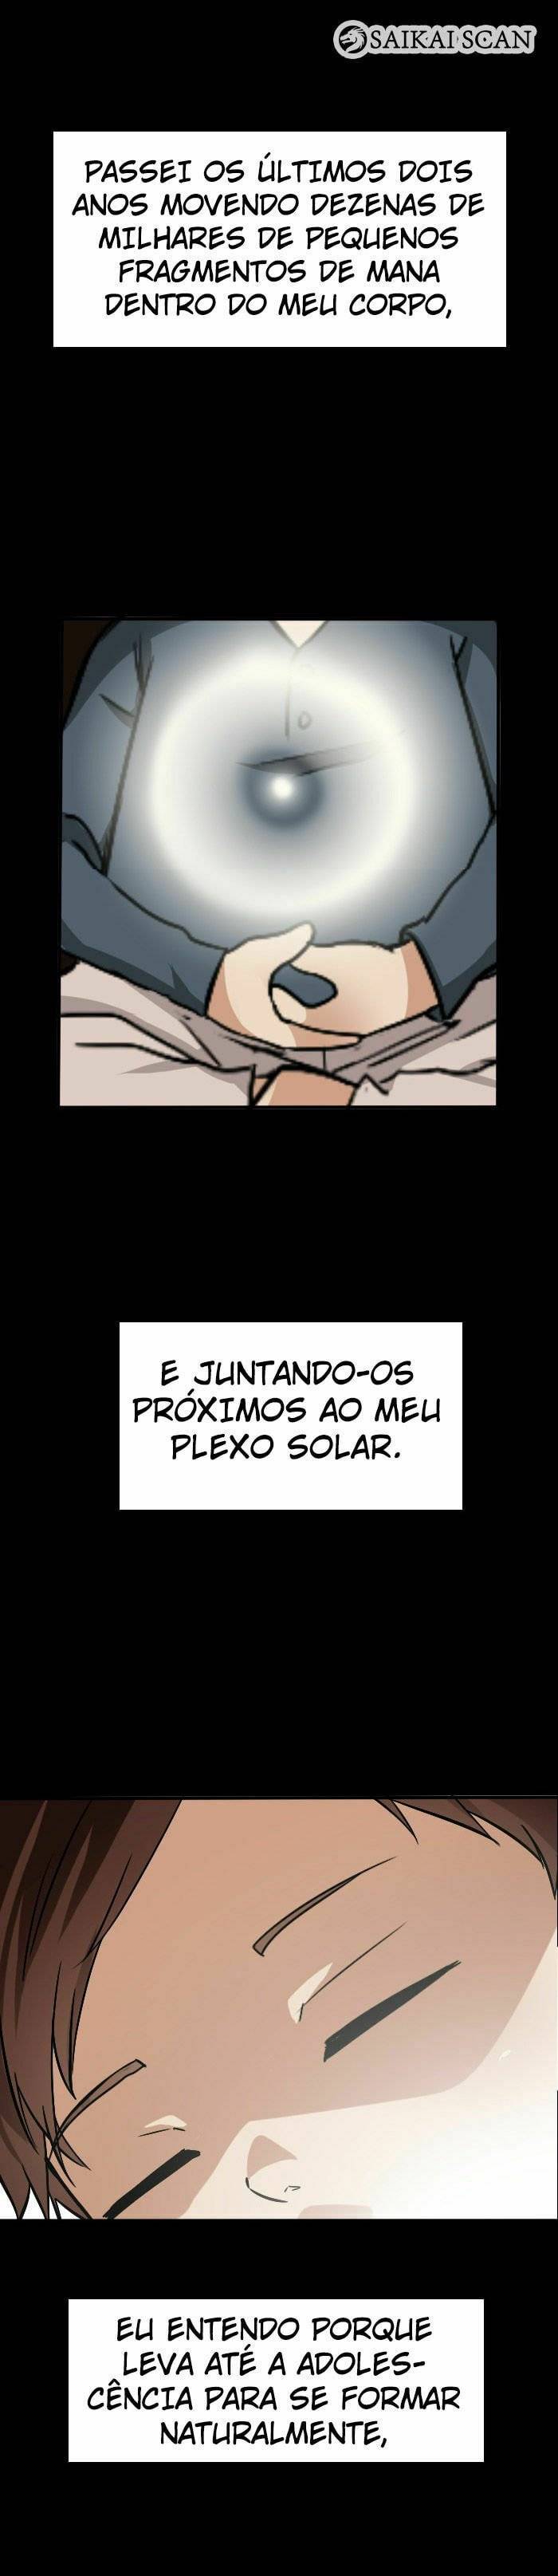 SAIKAI SCAN
PASSEI OS ÚLTIMOS DOIS
ANOS MOVENDO DEZENAS DE
MILHARES DE PEQUENOS
FRAGMENTOS DE MANA
DENTRO DO MEU CORPO,
E JUNTANDO-OS
PRÓXIMOS AO MEU
PLEXO SOLAR.
EU ENTENDO PORQUE
LEVA ATÉ A ADOLES-
CÊNCIA PARA SE FORMAR
NATURALMENTE,